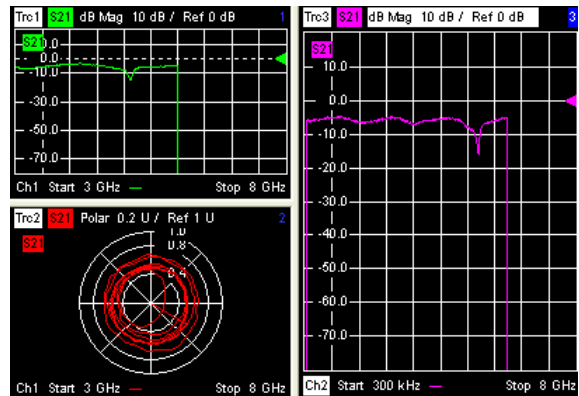 Trc1 S21 dB Mag 10 dB / Ref 0 dB 1
S21
0.0
0.0
-10.0
-30.0
-50.0
-70.0
Ch1 Start 3 GHz — Stop 8 GHz
Trc2 S21 Polar 0.2 U / Ref 1 U 2
S21
1.0
0.8
0.4
Ch1 Start 3 GHz — Stop 8 GHz
Trc3 S21 dB Mag 10 dB / Ref 0 dB 3
S21
10.0
0.0
-10.0
-20.0
-30.0
-40.0
-50.0
-60.0
-70.0
Ch2 Start 300 kHz — Stop 8 GHz